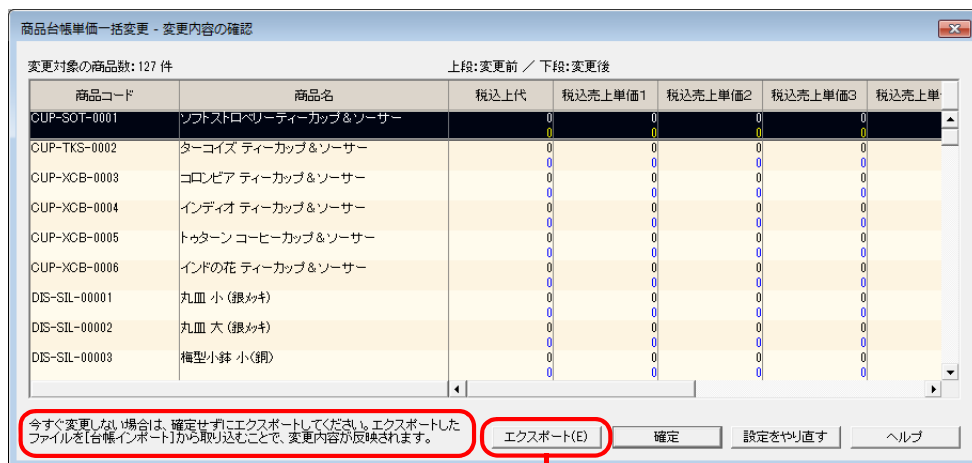 商品台帳単価一括変更 - 変更内容の確認
変更対象の商品数: 127 件 上段:変更前 ／ 下段:変更後
商品コード 商品名 税込上代 税込売上単価1 税込売上単価2 税込売上単価3 税込売上単
CUP-SOT-0001 ソフトストロベリーティーカップ＆ソーサー 0 0 0 0
0 0 0 0
CUP-TKS-0002 ターコイズ ティーカップ＆ソーサー 0 0 0 0
0 0 0 0
CUP-XCB-0003 コロンビア ティーカップ＆ソーサー 0 0 0 0
0 0 0 0
CUP-XCB-0004 インディオ ティーカップ＆ソーサー 0 0 0 0
0 0 0 0
CUP-XCB-0005 トゥターン コーヒーカップ＆ソーサー 0 0 0 0
0 0 0 0
CUP-XCB-0006 インドの花 ティーカップ＆ソーサー 0 0 0 0
0 0 0 0
DIS-SIL-00001 丸皿 小 (銀ﾒｯｷ) 0 0 0 0
0 0 0 0
DIS-SIL-00002 丸皿 大 (銀ﾒｯｷ) 0 0 0 0
0 0 0 0
DIS-SIL-00003 梅型小鉢 小(銅) 0 0 0 0
0 0 0 0
今すぐ変更しない場合は、確定せずにエクスポートしてください。エクスポートした
ファイルを[台帳インポート]から取り込むことで、変更内容が反映されます。
エクスポート(E) 確定 設定をやり直す ヘルプ